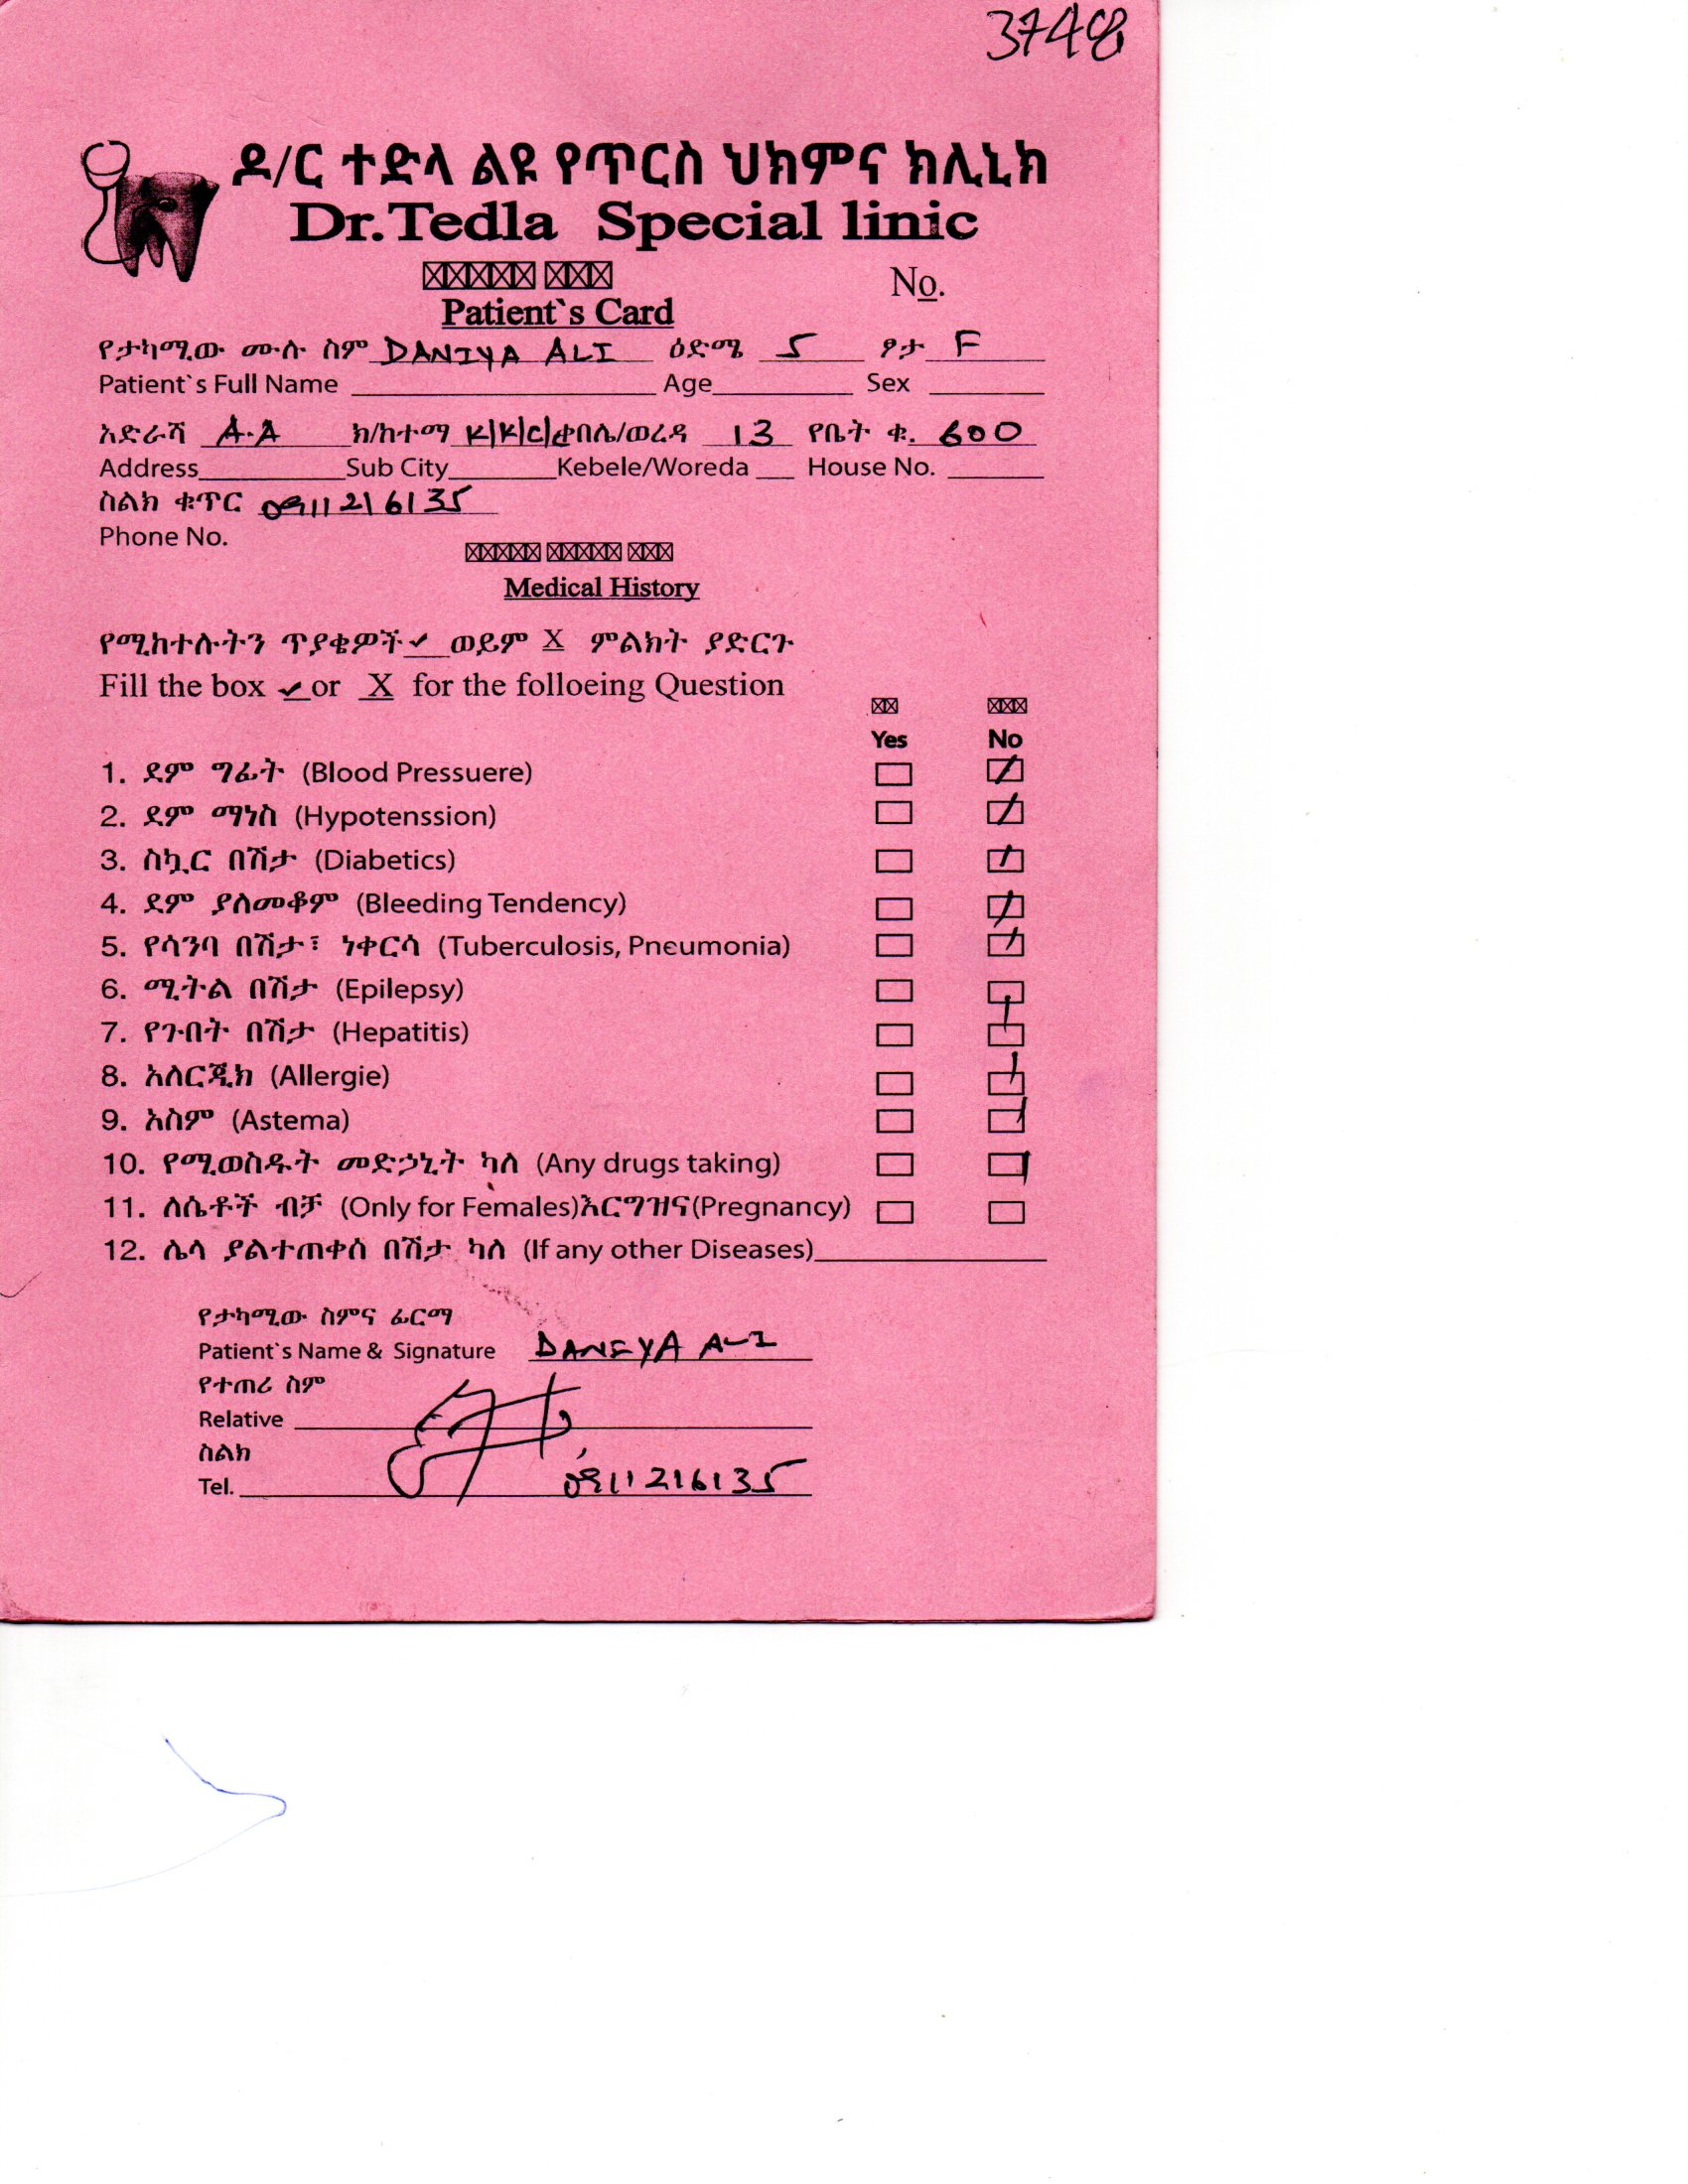 3748
ዶ/ር ተድላ ልዩ የጥርስ ህክምና ክሊኒክ
Dr.Tedla Special linic
No.
Patient`s Card
የታካሚው ሙሉ ስም DANIYA ALI ዕድሜ 5 ፆታ F
Patient`s Full Name Age Sex
አድራሻ A.A ክ/ከተማ ቀበሌ/ወረዳ 13 የቤት ቁ. 600
Address Sub City Kebele/Woreda House No.
ስልክ ቁጥር 0911216135
Phone No.
Medical History
የሚከተሉትን ጥያቄዎች ✓ ወይም X ምልክት ያድርጉ
Fill the box ✓ or X for the folloeing Question
Yes No
1. ደም ግፊት (Blood Pressuere)
2. ደም ማነስ (Hypotenssion)
3. ስኳር በሽታ (Diabetics)
4. ደም ያለመቆም (Bleeding Tendency)
5. የሳንባ በሽታ፣ ነቀርሳ (Tuberculosis, Pneumonia)
6. ሚትል በሽታ (Epilepsy)
7. የጉበት በሽታ (Hepatitis)
8. አለርጂክ (Allergie)
9. አስም (Astema)
10. የሚወስዱት መድኃኒት ካለ (Any drugs taking)
11. ለሴቶች ብቻ (Only for Females)እርግዝና(Pregnancy)
12. ሌላ ያልተጠቀሰ በሽታ ካለ (If any other Diseases)
የታካሚው ስምና ፊርማ
Patient`s Name & Signature DANIYA ALI
የተጠሪ ስም
Relative
ስልክ
Tel. 0911216135